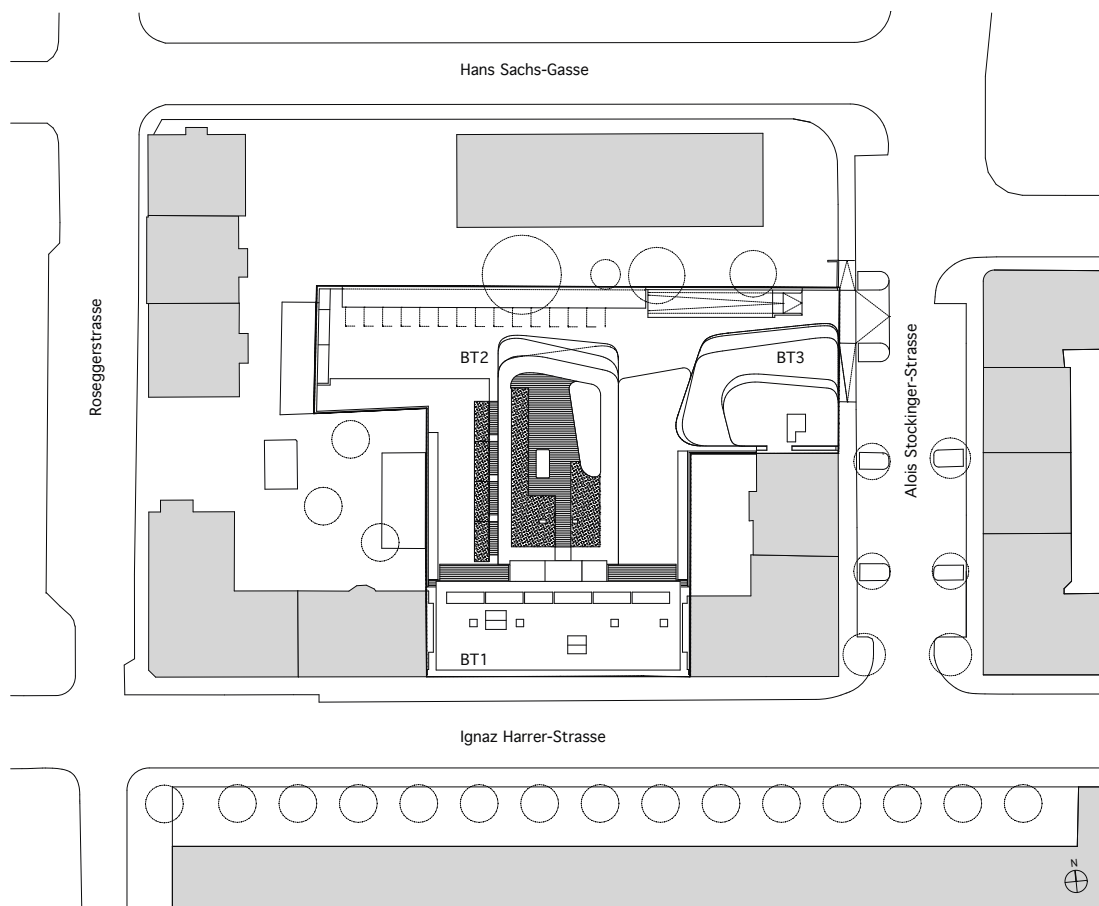 Hans Sachs-Gasse
Roseggerstrasse
BT2
BT3
Alois Stockinger-Strasse
BT1
Ignaz Harrer-Strasse
N